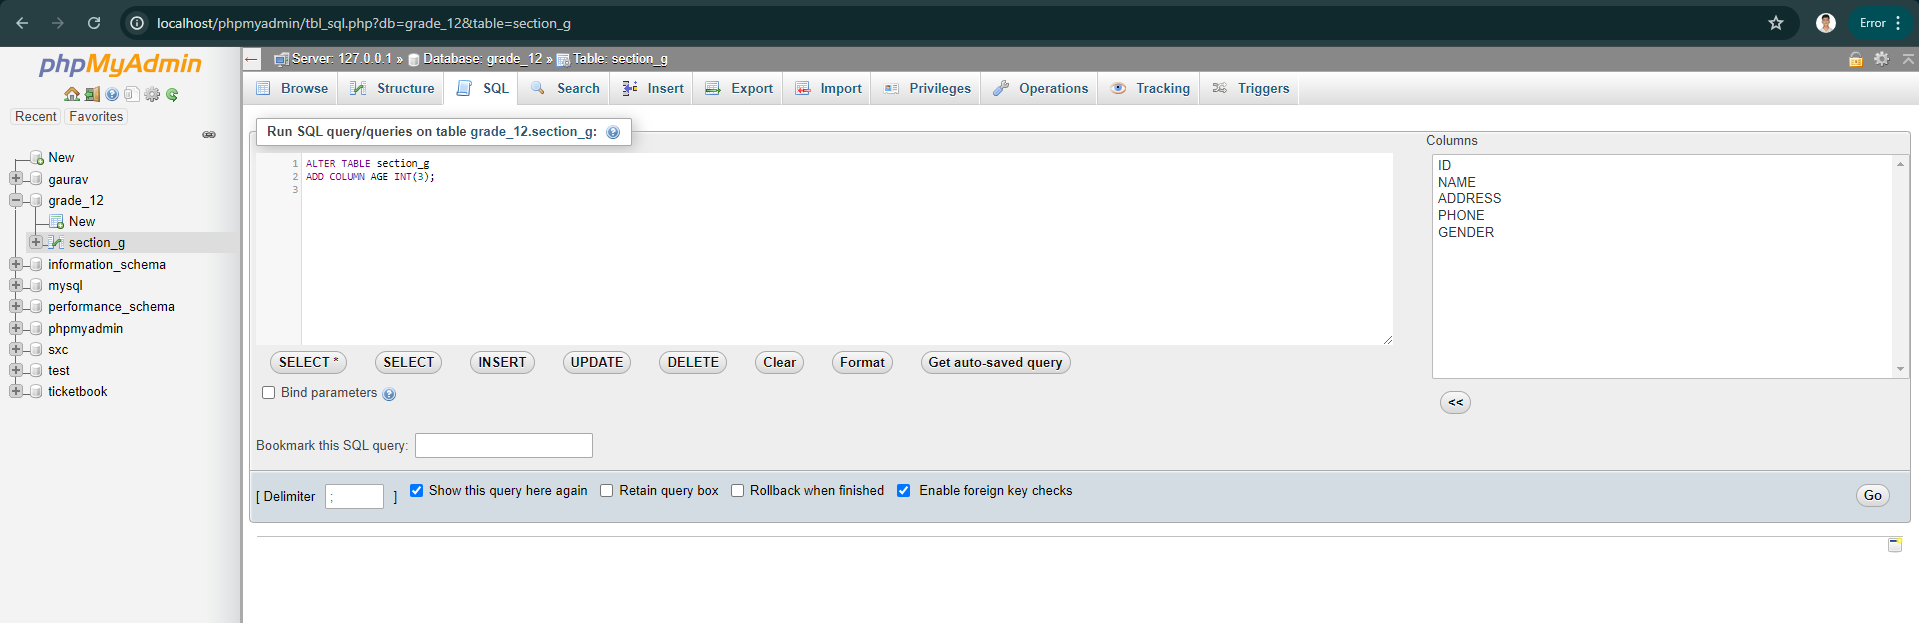 localhost/phpmyadmin/tbl_sql.php?db=grade_12&table=section_g
Error
phpMyAdmin
Recent
Favorites
New
gaurav
grade_12
New
section_g
information_schema
mysql
performance_schema
phpmyadmin
sxc
test
ticketbook
Server: 127.0.0.1 » Database: grade_12 » Table: section_g
Browse
Structure
SQL
Search
Insert
Export
Import
Privileges
Operations
Tracking
Triggers
Run SQL query/queries on table grade_12.section_g:
1 ALTER TABLE section_g
2 ADD COLUMN AGE INT(3);
3
Columns
ID
NAME
ADDRESS
PHONE
GENDER
SELECT *
SELECT
INSERT
UPDATE
DELETE
Clear
Format
Get auto-saved query
<<
Bind parameters
Bookmark this SQL query:
[ Delimiter ; ]
Show this query here again
Retain query box
Rollback when finished
Enable foreign key checks
Go